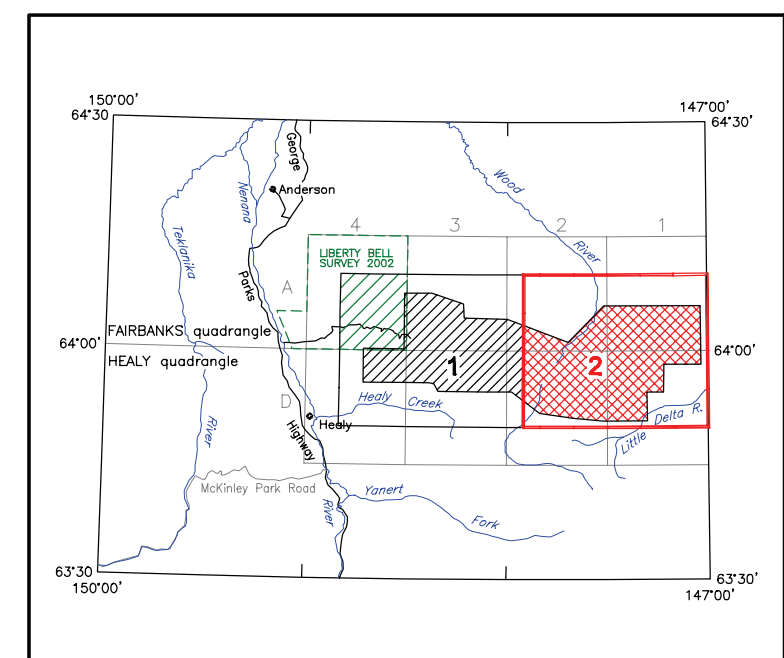 150°00'
64°30
147°00'
64°30'
George
Anderson
Wood
Nenana
4
3
2
1
Teklanika
River
LIBERTY BELL
SURVEY 2002
Parks
A
FAIRBANKS quadrangle
64°00'
64°00'
HEALY quadrangle
1
2
D
Healy Creek
Healy
Delta R.
Little
River
Highway
McKinley Park Road
Yanert
River
Fork
63°30'
150°00'
63°30'
147°00'